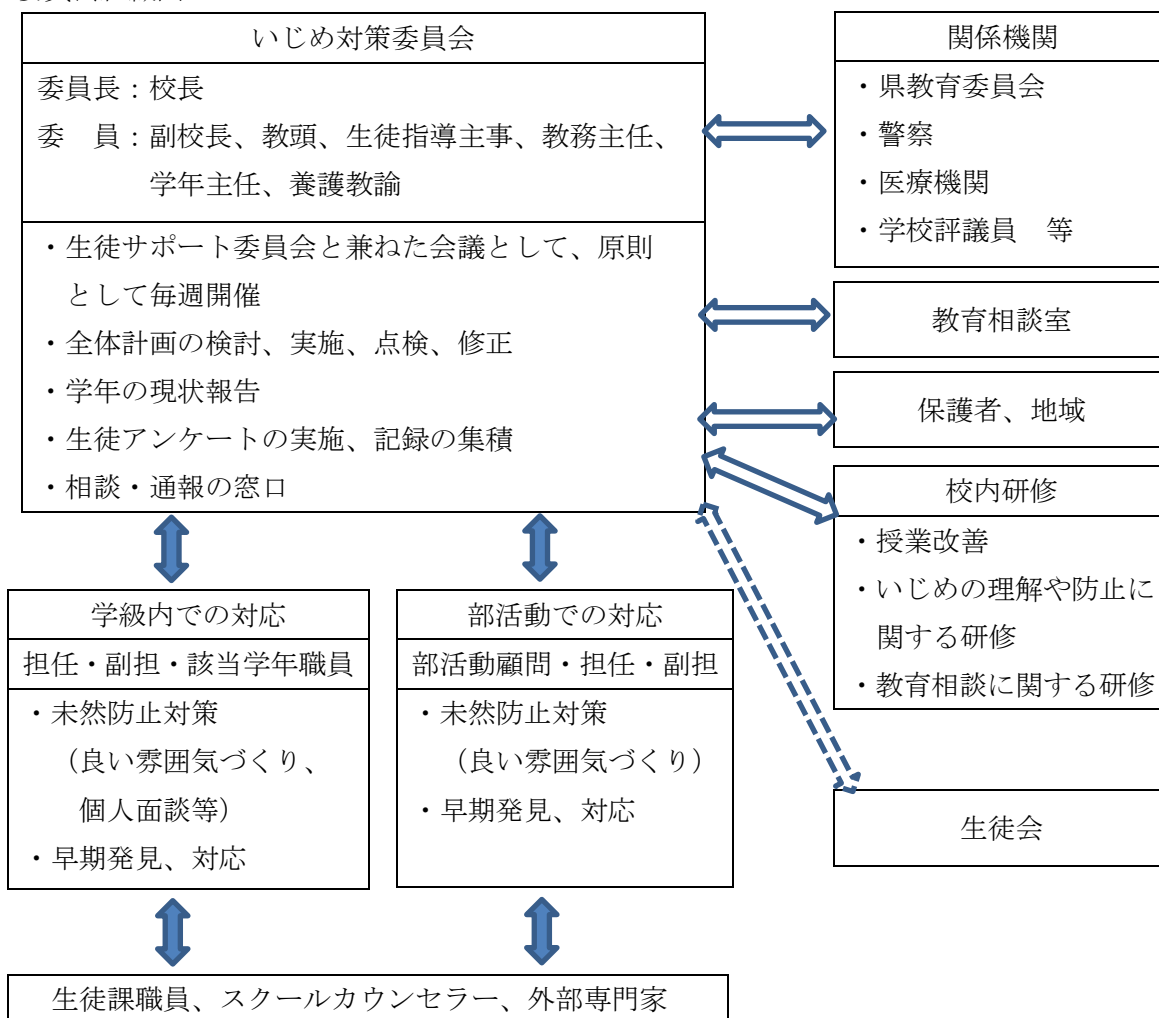 いじめ対策委員会
委員長：校長
委　員：副校長、教頭、生徒指導主事、教務主任、
学年主任、養護教諭
・生徒サポート委員会と兼ねた会議として、原則
として毎週開催
・全体計画の検討、実施、点検、修正
・学年の現状報告
・生徒アンケートの実施、記録の集積
・相談・通報の窓口
関係機関
・県教育委員会
・警察
・医療機関
・学校評議員　等
教育相談室
保護者、地域
校内研修
・授業改善
・いじめの理解や防止に
関する研修
・教育相談に関する研修
生徒会
学級内での対応
担任・副担・該当学年職員
・未然防止対策
（良い雰囲気づくり、
個人面談等）
・早期発見、対応
部活動での対応
部活動顧問・担任・副担
・未然防止対策
（良い雰囲気づくり）
・早期発見、対応
生徒課職員、スクールカウンセラー、外部専門家